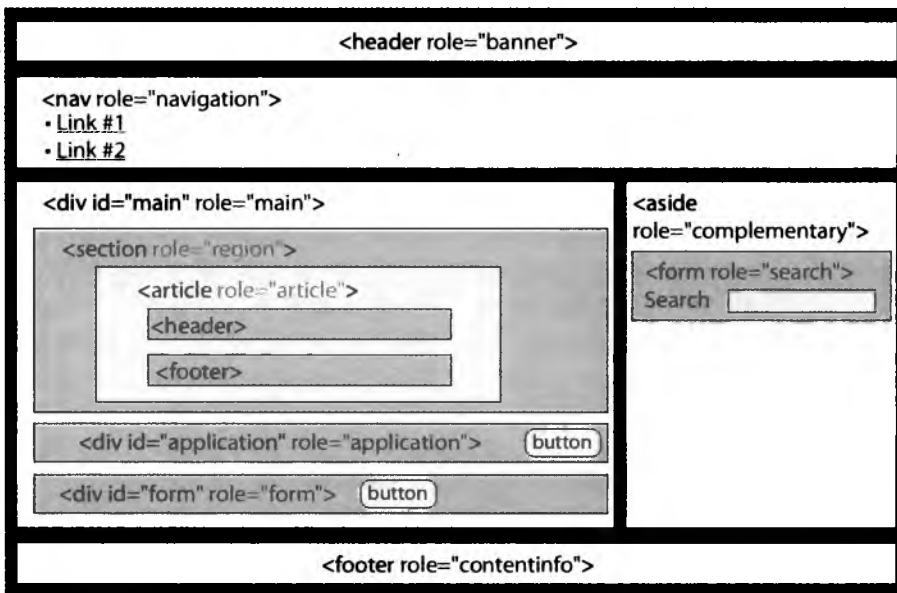 <header role="banner">
<nav role="navigation">
• Link #1
• Link #2
<div id="main" role="main">
<section role="region">
<article role="article">
<header>
<footer>
<div id="application" role="application">
button
<div id="form" role="form">
button
<aside
role="complementary">
<form role="search">
Search
<footer role="contentinfo">